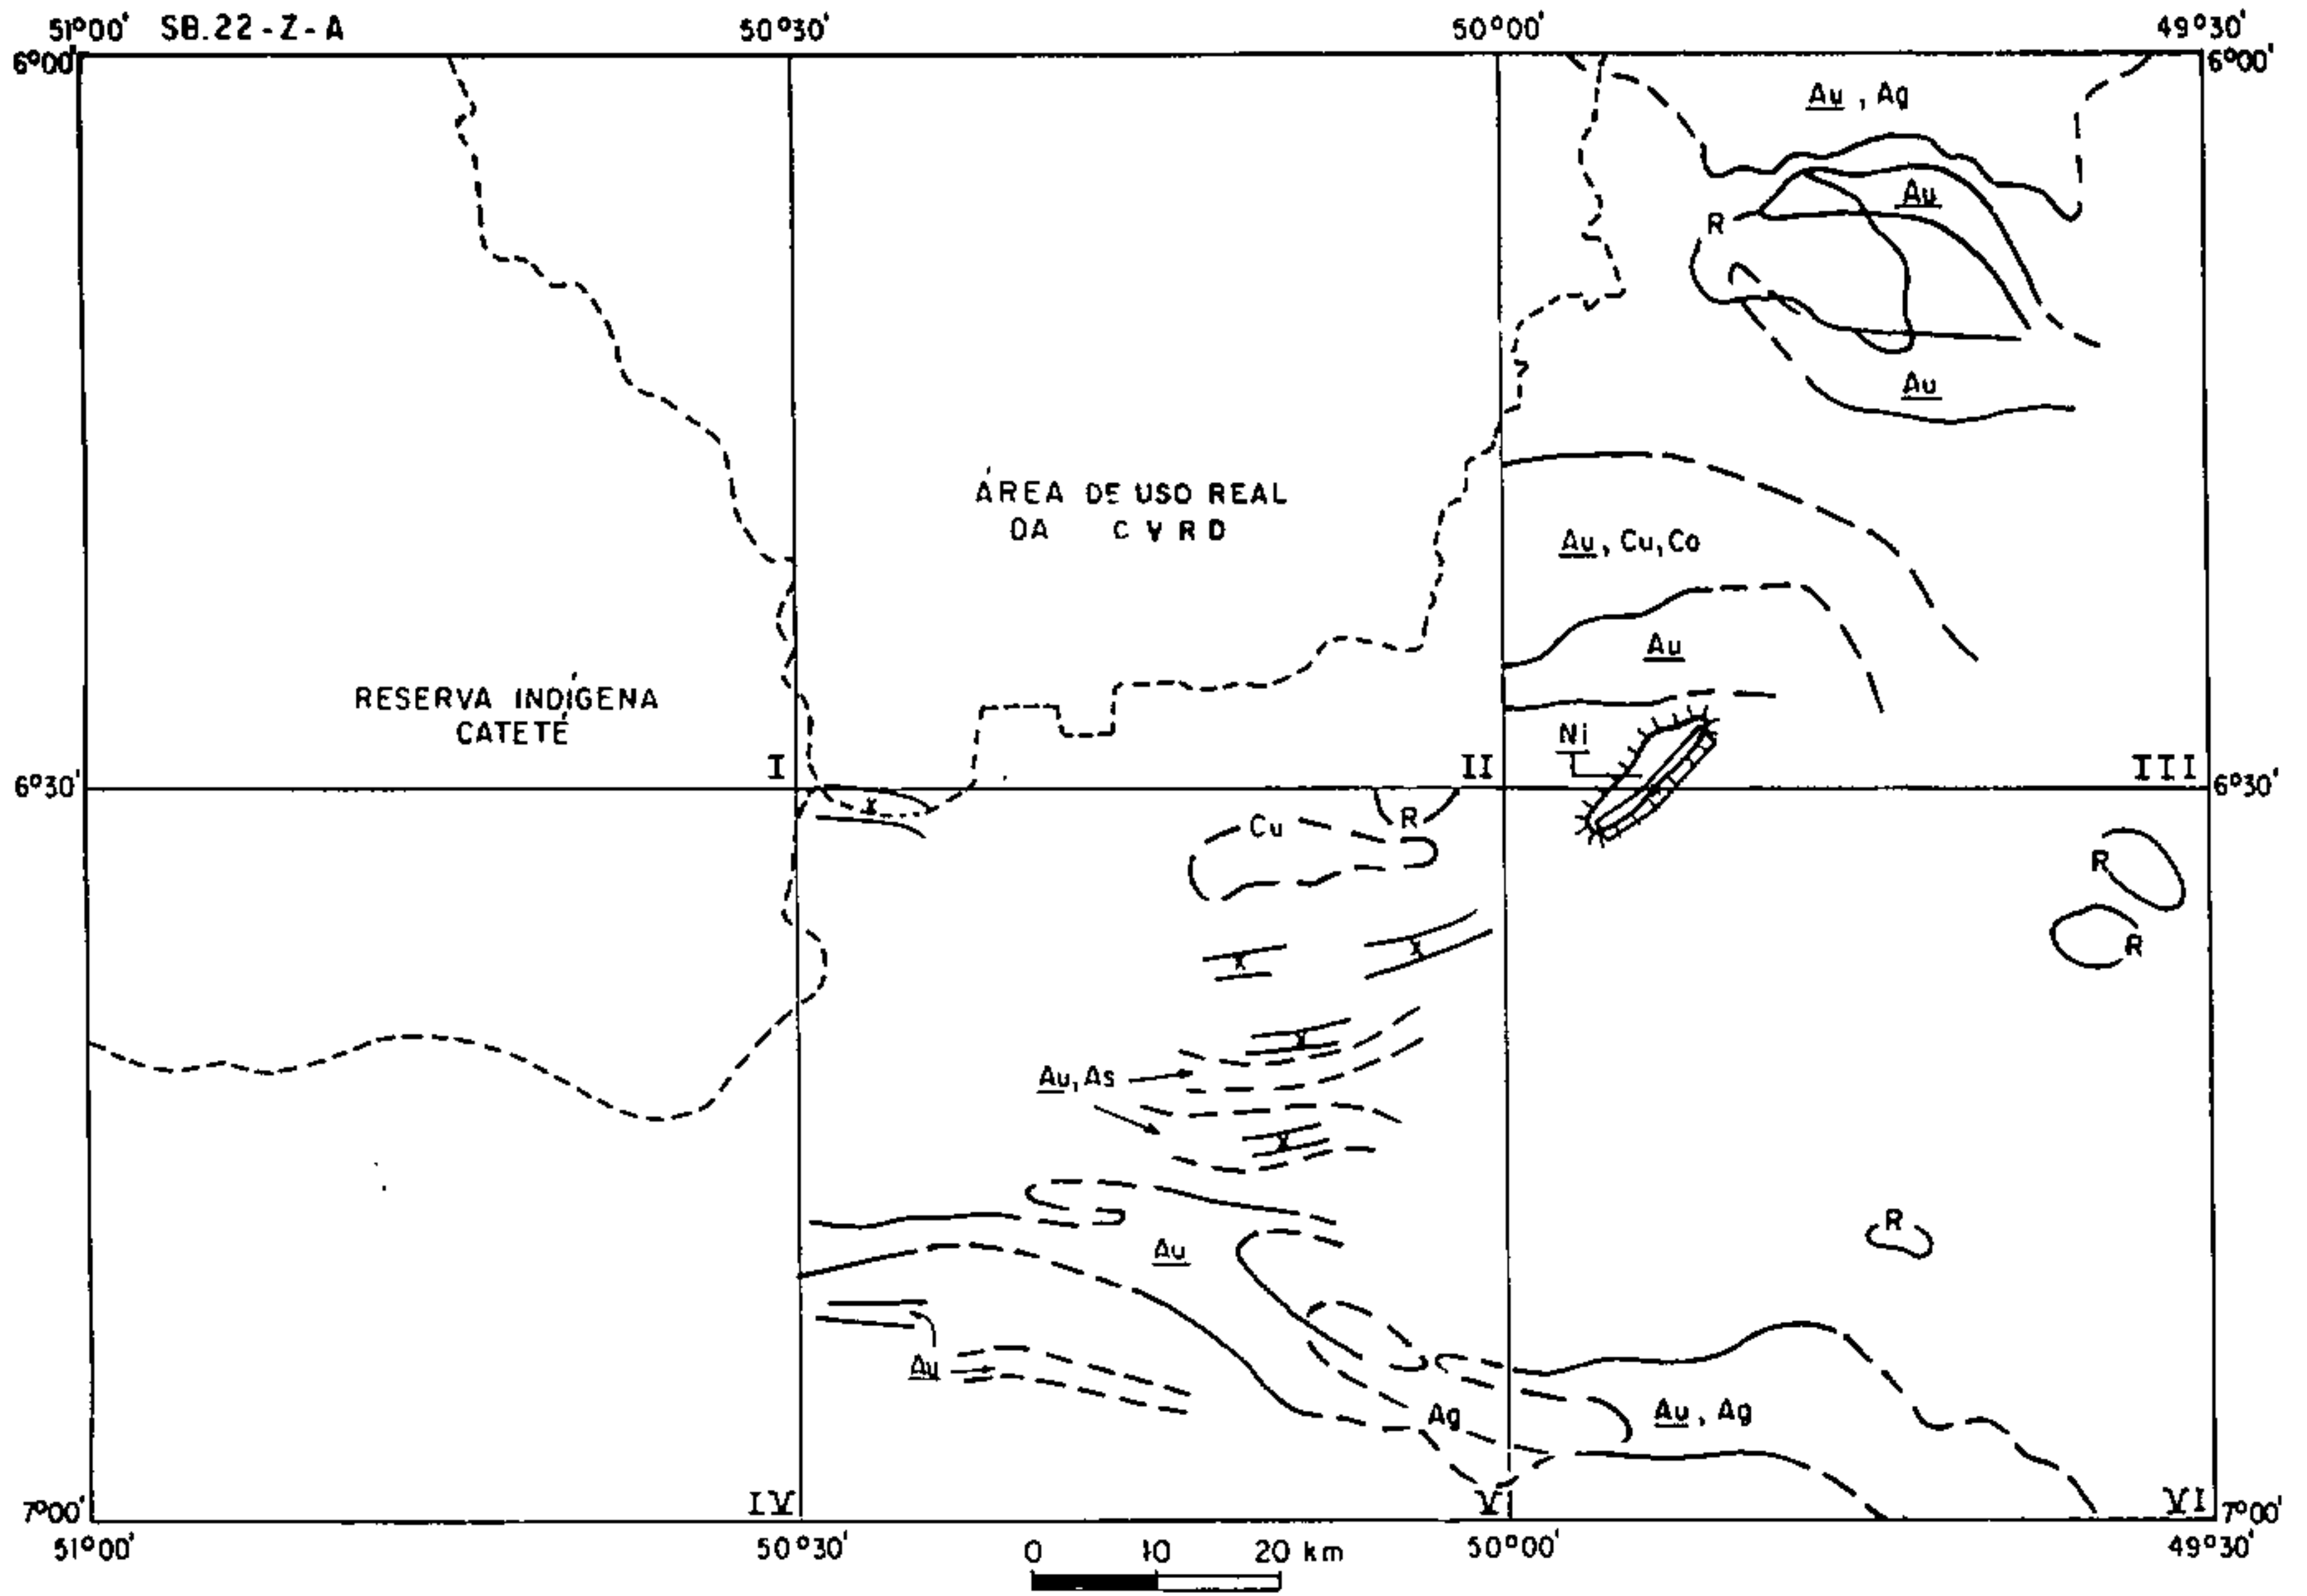 51°00' SB.22-Z-A 50°30' 50°00' 49°30'
6°00' 6°00'
Au , Ag
Au
R
Au
ÁREA DE USO REAL
DA CVRD
Au, Cu, Co
Au
RESERVA INDÍGENA
CATETÉ
Ni
I II III
6°30' 6°30'
X
Cu R
R
R
X X
X
Au, As
X
R
Au
Au
Ag Au, Ag
IV V VI
7°00' 7°00'
51°00' 50°30' 50°00' 49°30'
0 10 20 km